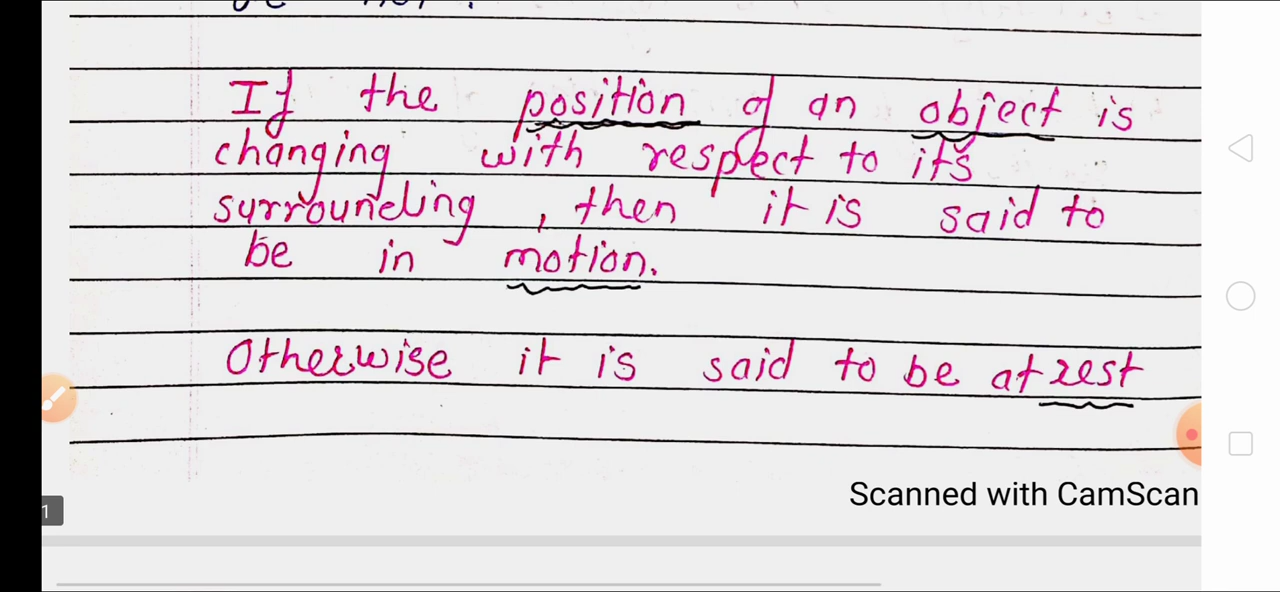 If the position of an object is
changing with respect to its
surrounding, then it is said to
be in motion.
Otherwise it is said to be at rest
1
Scanned with CamScan